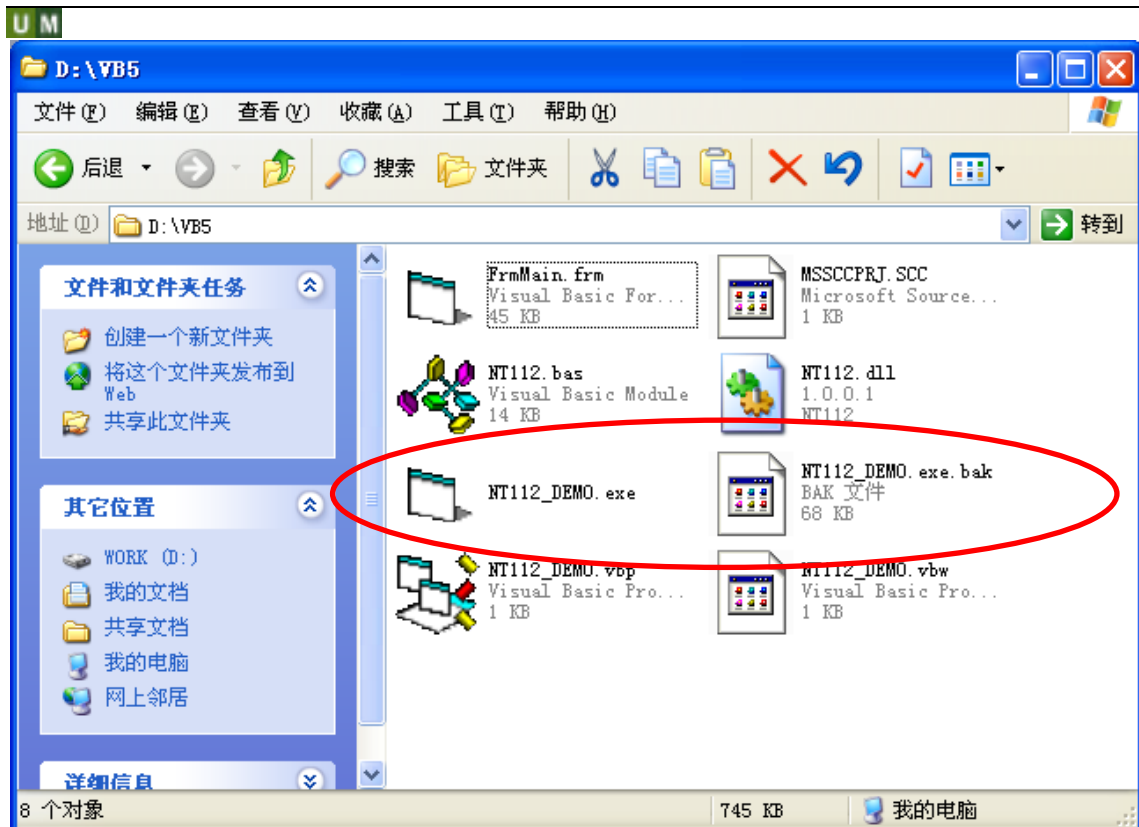 U M
D:\VB5
文件(F) 编辑(E) 查看(V) 收藏(A) 工具(T) 帮助(H)
后退 搜索 文件夹
地址(D) D:\VB5 转到
文件和文件夹任务
创建一个新文件夹
将这个文件夹发布到
Web
共享此文件夹
其它位置
WORK (D:)
我的文档
共享文档
我的电脑
网上邻居
详细信息
FrmMain.frm
Visual Basic For...
45 KB
MSSCCPRJ.SCC
Microsoft Source...
1 KB
NT112.bas
Visual Basic Module
14 KB
NT112.dll
1.0.0.1
NT112
NT112_DEMO.exe
NT112_DEMO.exe.bak
BAK 文件
68 KB
NT112_DEMO.vbp
Visual Basic Pro...
1 KB
NT112_DEMO.vbw
Visual Basic Pro...
1 KB
8 个对象 745 KB 我的电脑